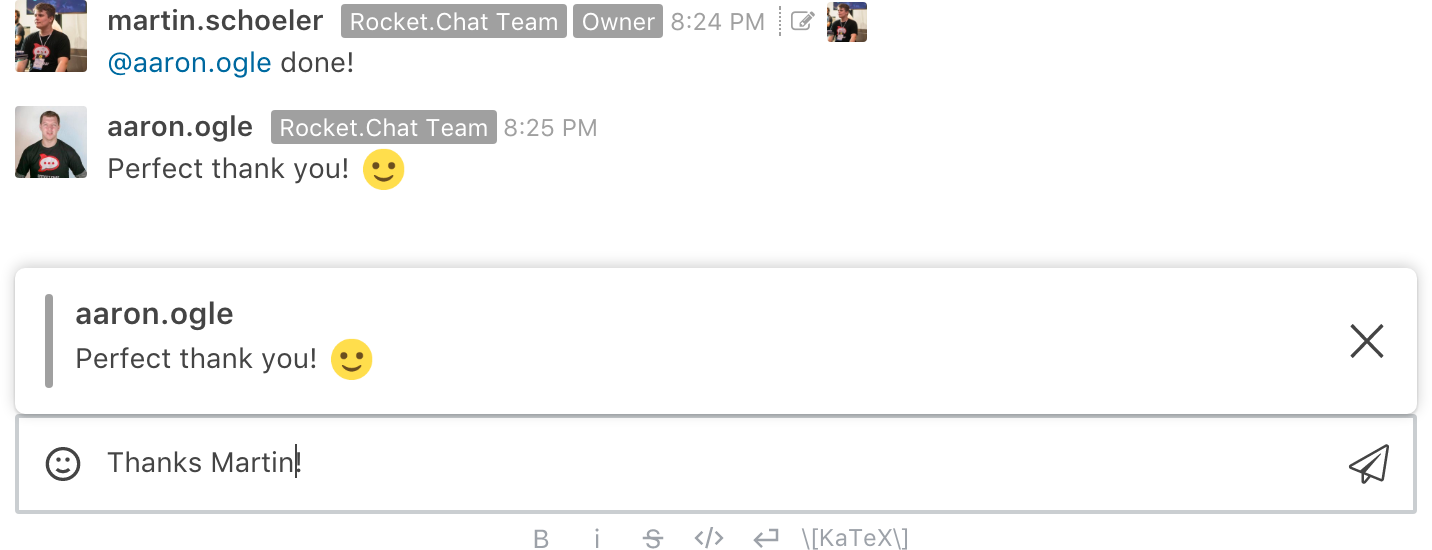 martin.schoeler Rocket.Chat Team Owner 8:24 PM
@aaron.ogle done!
aaron.ogle Rocket.Chat Team 8:25 PM
Perfect thank you!
aaron.ogle
Perfect thank you!
Thanks Martin!
B i S </> \[KaTeX\]